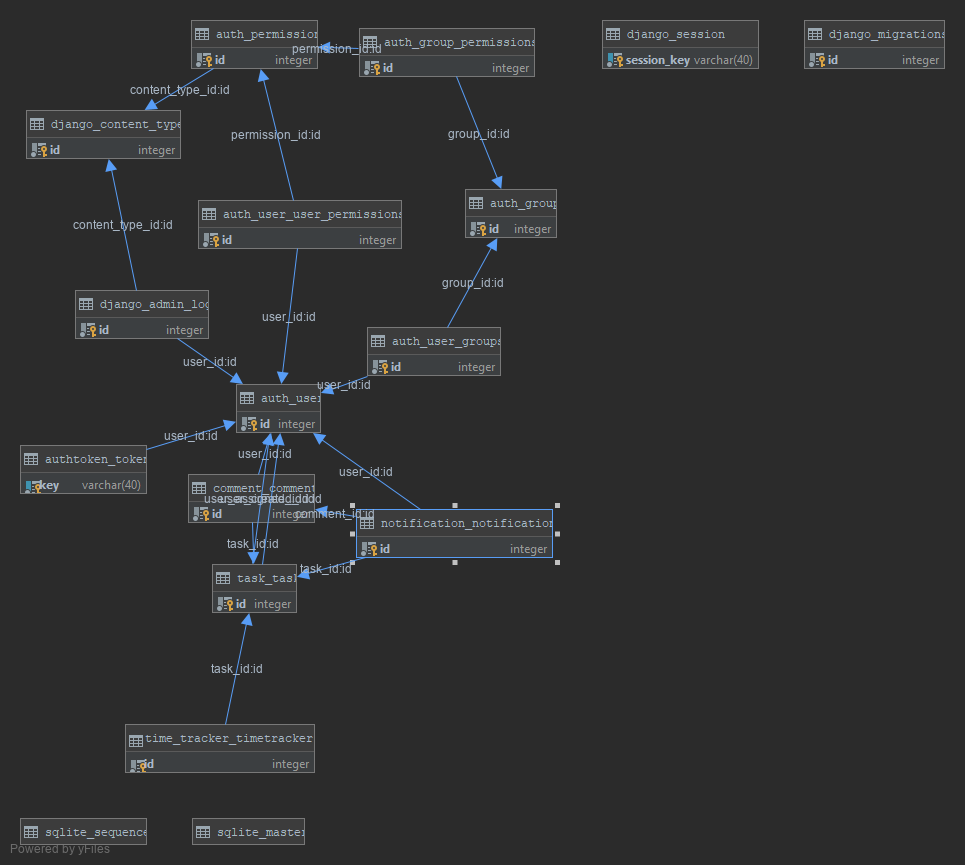 auth_permission
id integer
permission_id:id
auth_group_permissions
id integer
django_session
session_key varchar(40)
django_migrations
id integer
content_type_id:id
django_content_type
id integer
permission_id:id
group_id:id
auth_user_user_permissions
id integer
auth_group
id integer
content_type_id:id
group_id:id
django_admin_log
id integer
user_id:id
auth_user_groups
id integer
user_id:id
user_id:id
auth_user
id integer
user_id:id
authtoken_token
key varchar(40)
user_id:id
user_id:id
comment_comment
id integer
comment_id:id
notification_notification
id integer
task_id:id
task_id:id
task_task
id integer
task_id:id
time_tracker_timetracker
id integer
sqlite_sequence
sqlite_master
Powered by yFiles